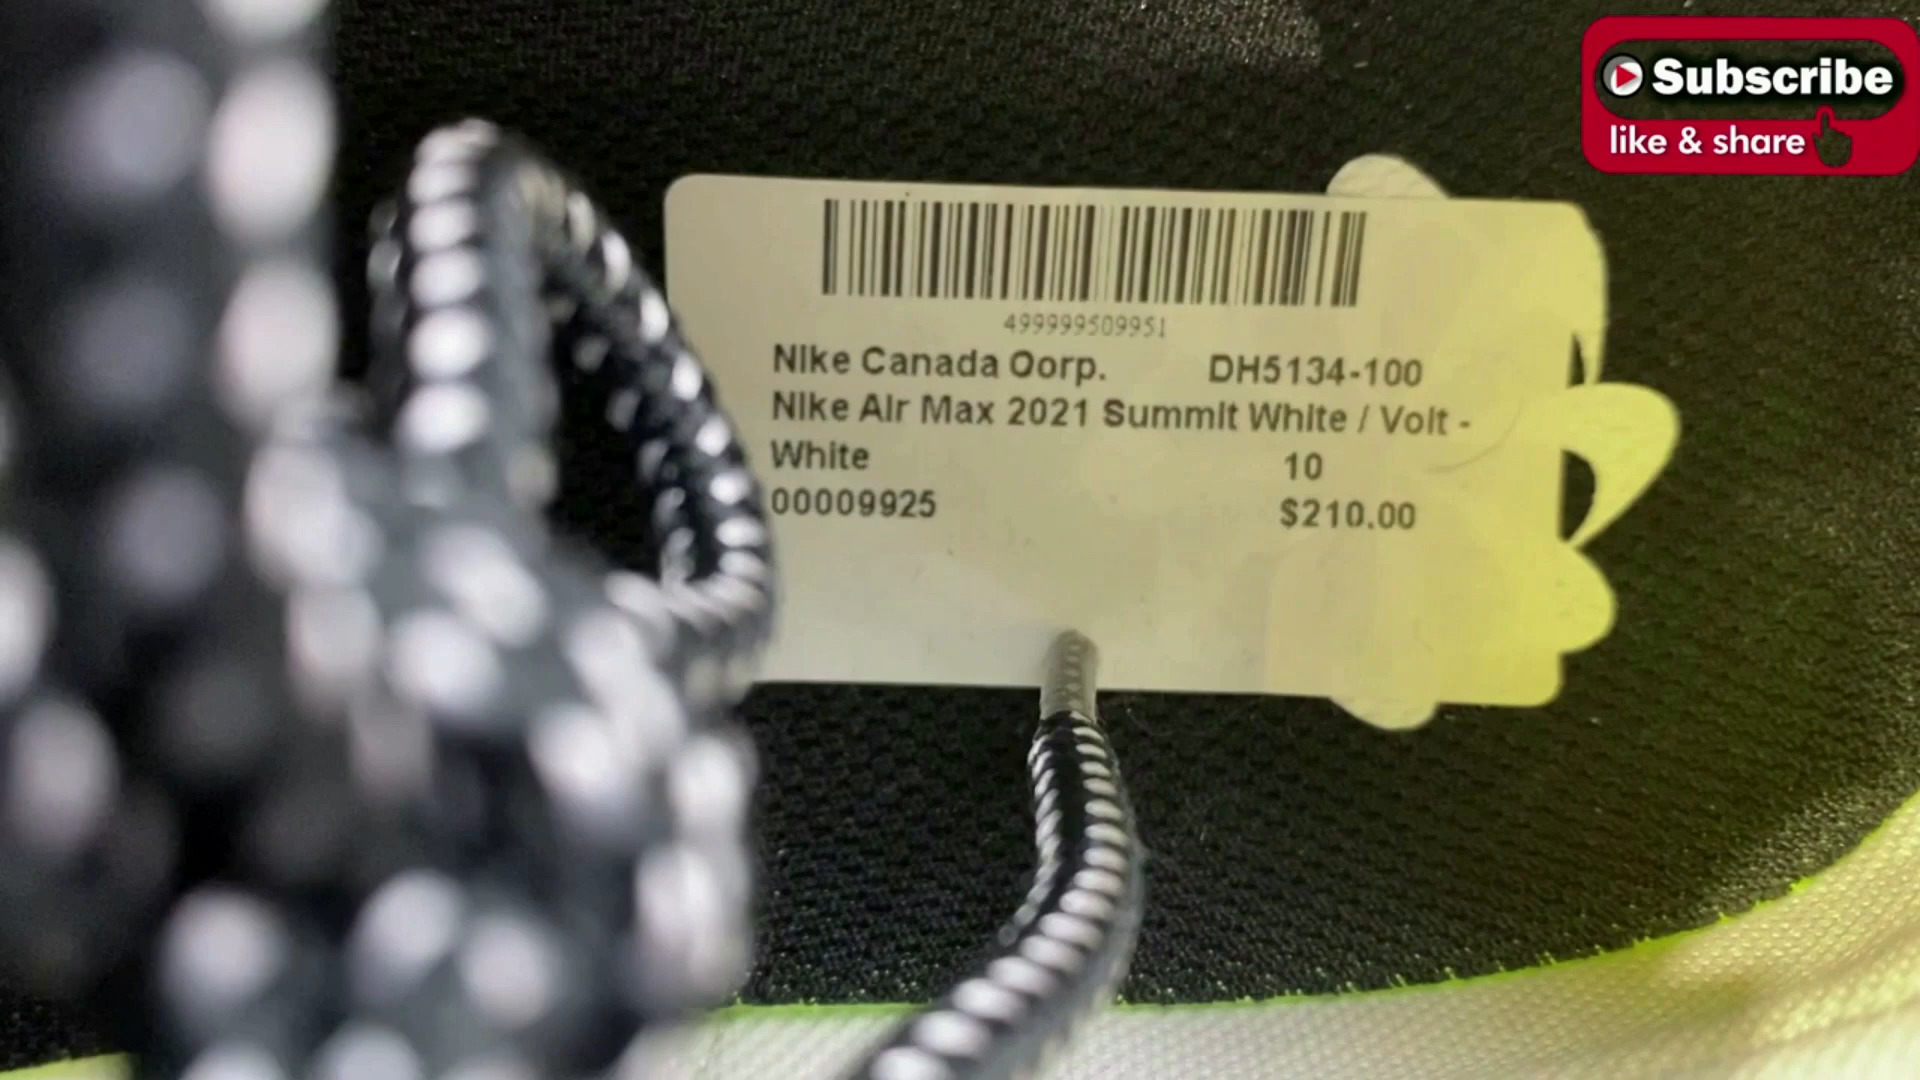 Subscribe
like & share
499999509951
Nike Canada Corp. DH5134-100
Nike Air Max 2021 Summit White / Volt -
White 10
00009925 $210.00